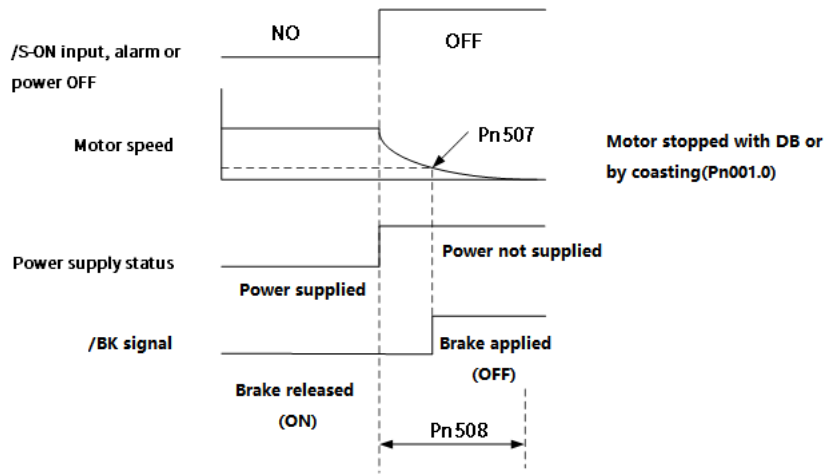 NO
OFF
/S-ON input, alarm or
power OFF
Pn507
Motor speed
Motor stopped with DB or
by coasting(Pn001.0)
Power supply status
Power not supplied
Power supplied
/BK signal
Brake applied
(OFF)
Brake released
(ON)
Pn508